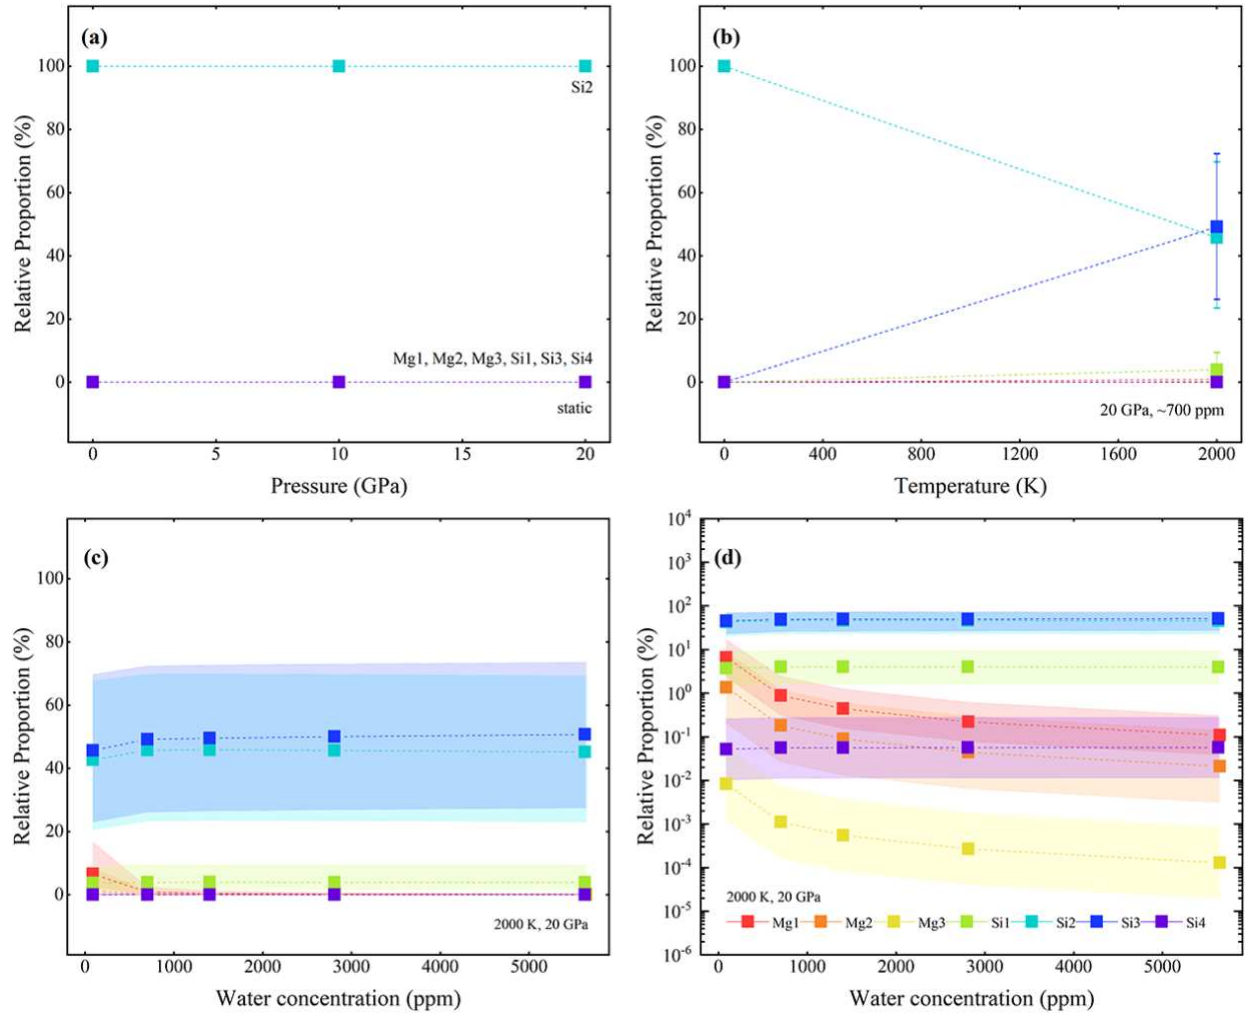 (a)
Relative Proportion (%)
100
80
60
40
20
0
Si2
Mg1, Mg2, Mg3, Si1, Si3, Si4
static
0 5 10 15 20
Pressure (GPa)
(b)
Relative Proportion (%)
100
80
60
40
20
0
20 GPa, ~700 ppm
0 400 800 1200 1600 2000
Temperature (K)
(c)
Relative Proportion (%)
100
80
60
40
20
0
2000 K, 20 GPa
0 1000 2000 3000 4000 5000
Water concentration (ppm)
(d)
Relative Proportion (%)
10⁴
10³
10²
10¹
10⁰
10⁻¹
10⁻²
10⁻³
10⁻⁴
10⁻⁵
10⁻⁶
2000 K, 20 GPa
Mg1 Mg2 Mg3 Si1 Si2 Si3 Si4
0 1000 2000 3000 4000 5000
Water concentration (ppm)